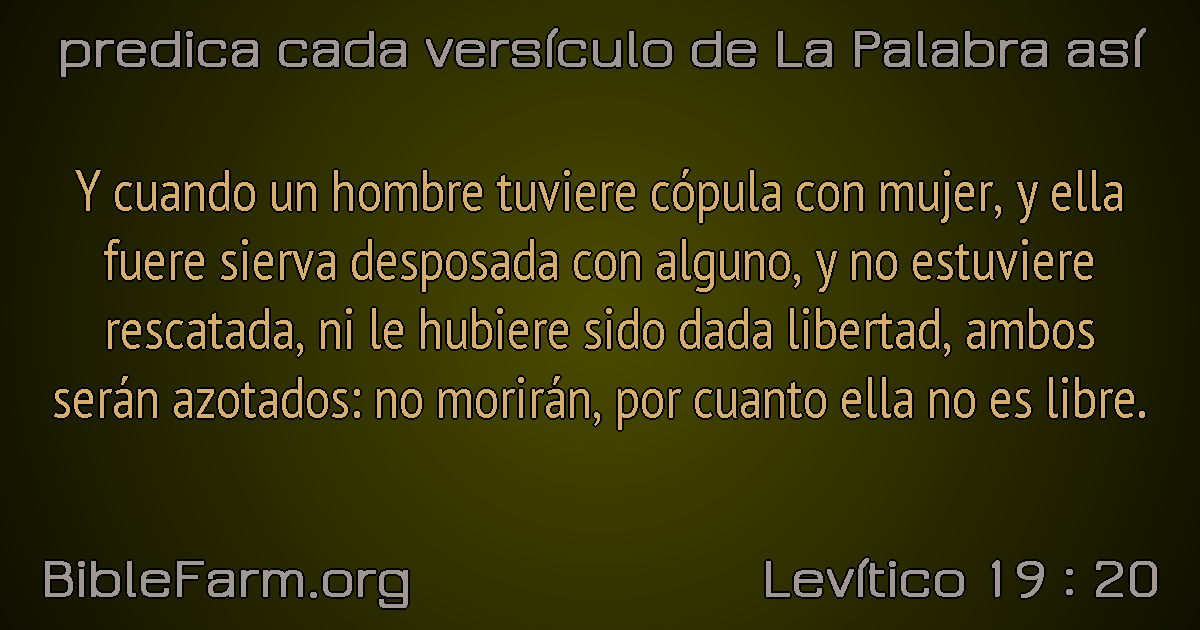 predica cada versículo de La Palabra así
Y cuando un hombre tuviere cópula con mujer, y ella
fuere sierva desposada con alguno, y no estuviere
rescatada, ni le hubiere sido dada libertad, ambos
serán azotados: no morirán, por cuanto ella no es libre.
BibleFarm.org
Levítico 19 : 20